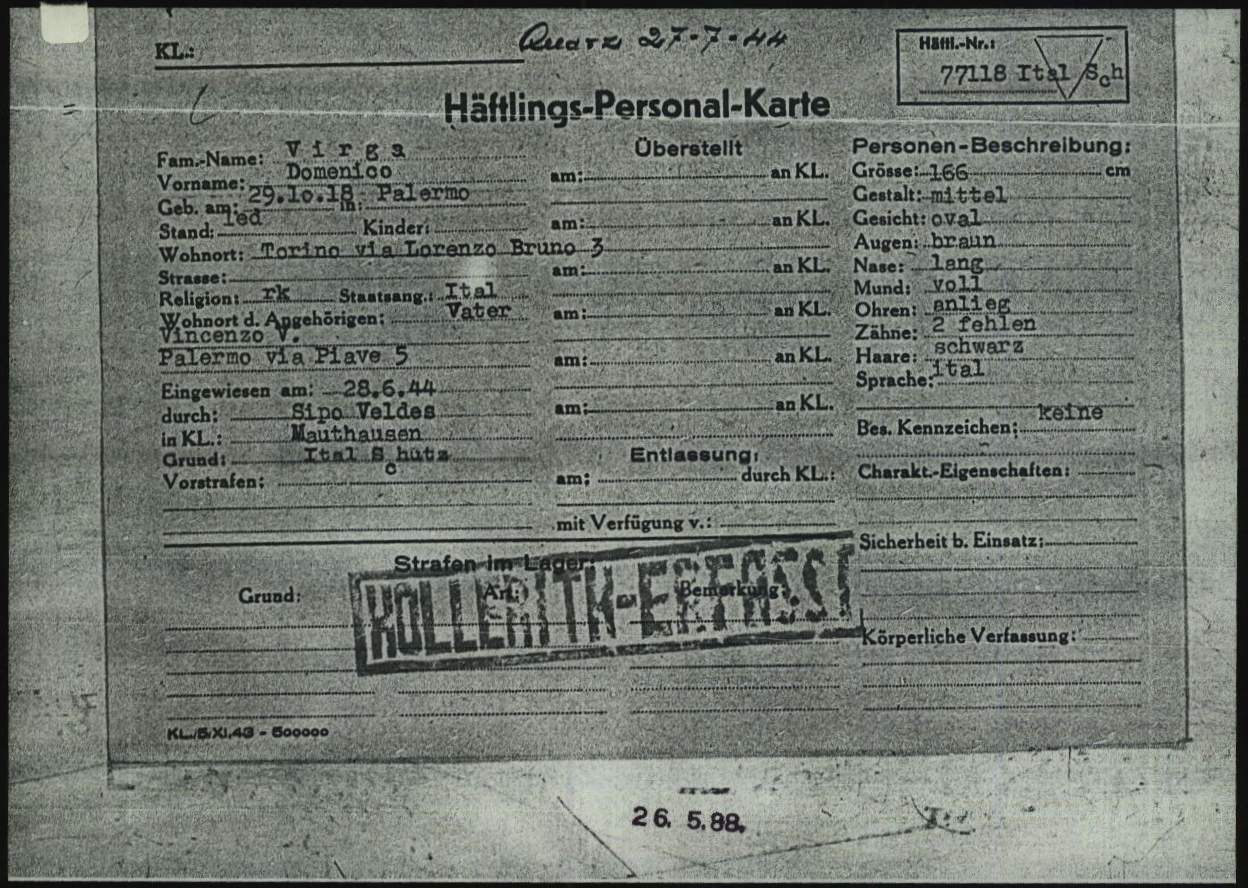 KL.:
Quarz 27-7-44
Häftl.-Nr.:
77118 Ital Sch
Häftlings-Personal-Karte
Fam.-Name: Virga
Vorname: Domenico
Geb. am: 29.10.18 in: Palermo
Stand: led Kinder:
Wohnort: Torino via Lorenzo Bruno 3
Strasse:
Religion: rk Staatsang.: Ital
Wohnort d. Angehörigen: Vater
Vincenzo V.
Palermo via Piave 5
Eingewiesen am: 28.6.44
durch: Sipo Veldes
in KL.: Mauthausen
Grund: Ital Schutz
Vorstrafen:
Überstellt
am: an KL.
am: an KL.
am: an KL.
am: an KL.
am: an KL.
am: an KL.
Entlassung:
am: durch KL.:
mit Verfügung v.:
Personen-Beschreibung:
Grösse: 166 cm
Gestalt: mittel
Gesicht: oval
Augen: braun
Nase: lang
Mund: voll
Ohren: anlieg
Zähne: 2 fehlen
Haare: schwarz
Sprache: ital
Bes. Kennzeichen: keine
Charakt.-Eigenschaften:
Sicherheit b. Einsatz:
Körperliche Verfassung:
Strafen im Lager:
Grund: Art: Bemerkung:
HOLLERITH-ERFASST
KL./5/XI.43 - 500000
26. 5.88.